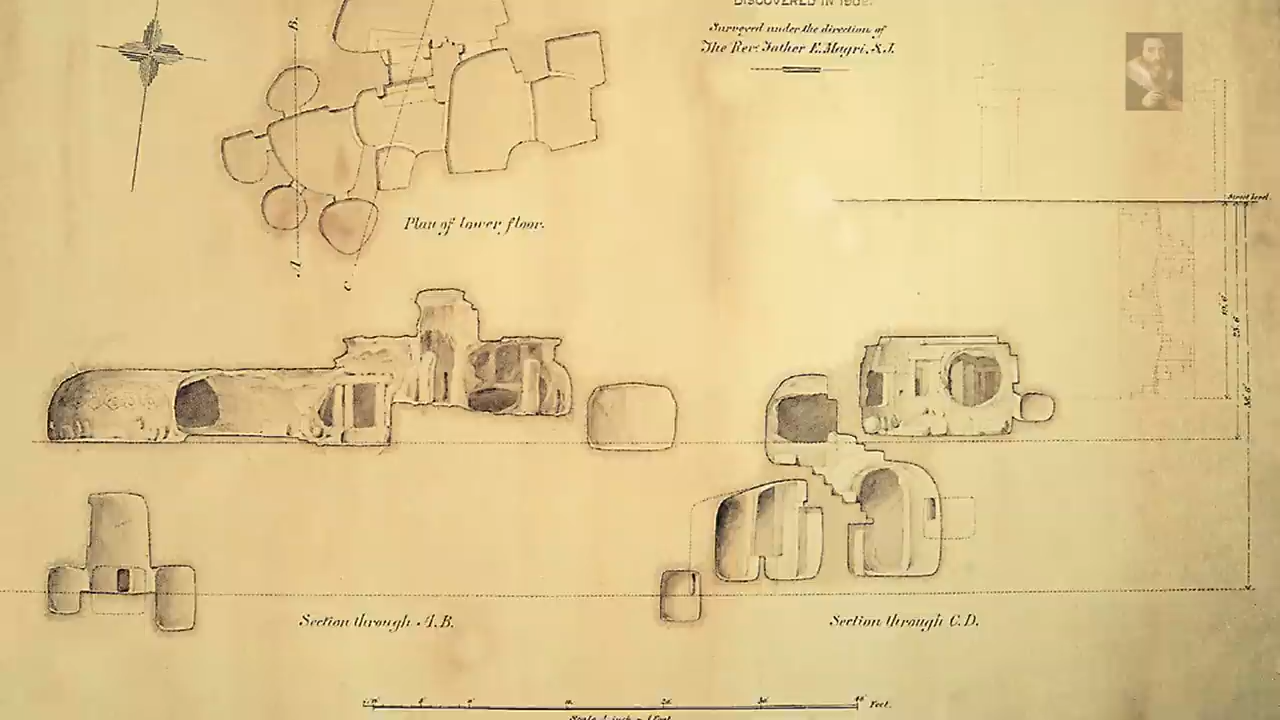 DISCOVERED IN 1902.
Surveyed under the direction of
The Rev: Father E. Magri. S.J.
B.
A
C.
Plan of lower floor.
Street level.
Section through A.B.
Section through C.D.
Feet.